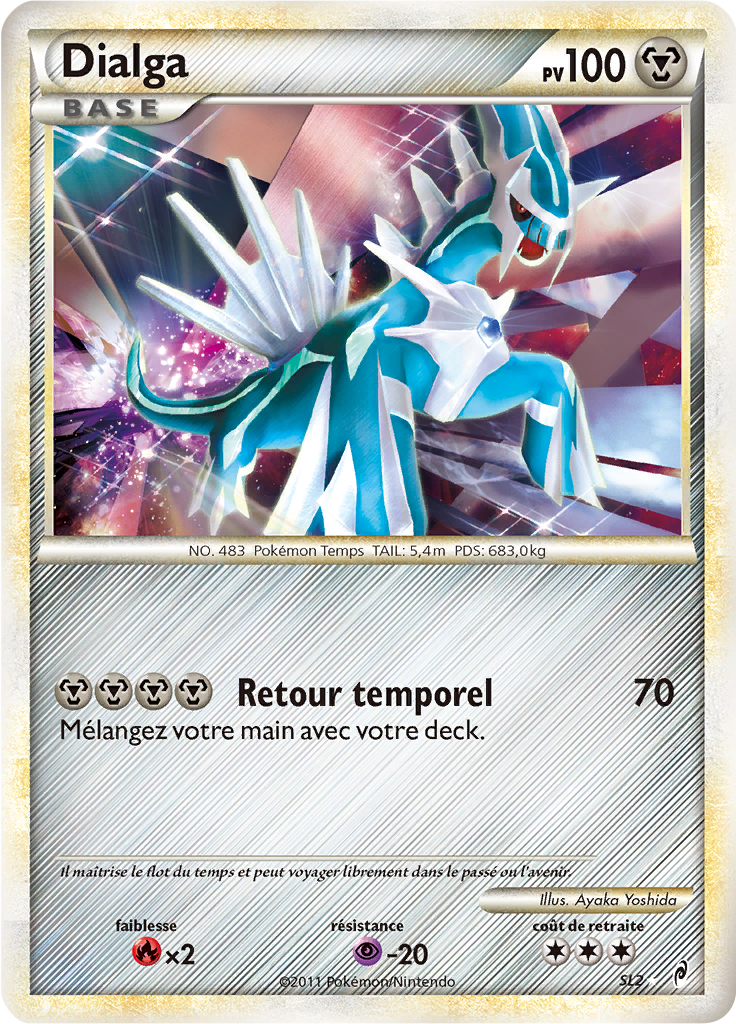 Dialga
PV100
BASE
NO. 483 Pokémon Temps TAIL: 5,4m PDS: 683,0kg
Retour temporel 70
Mélangez votre main avec votre deck.
Il maîtrise le flot du temps et peut voyager librement dans le passé ou l'avenir.
Illus. Ayaka Yoshida
faiblesse résistance coût de retraite
×2 -20
©2011 Pokémon/Nintendo SL2